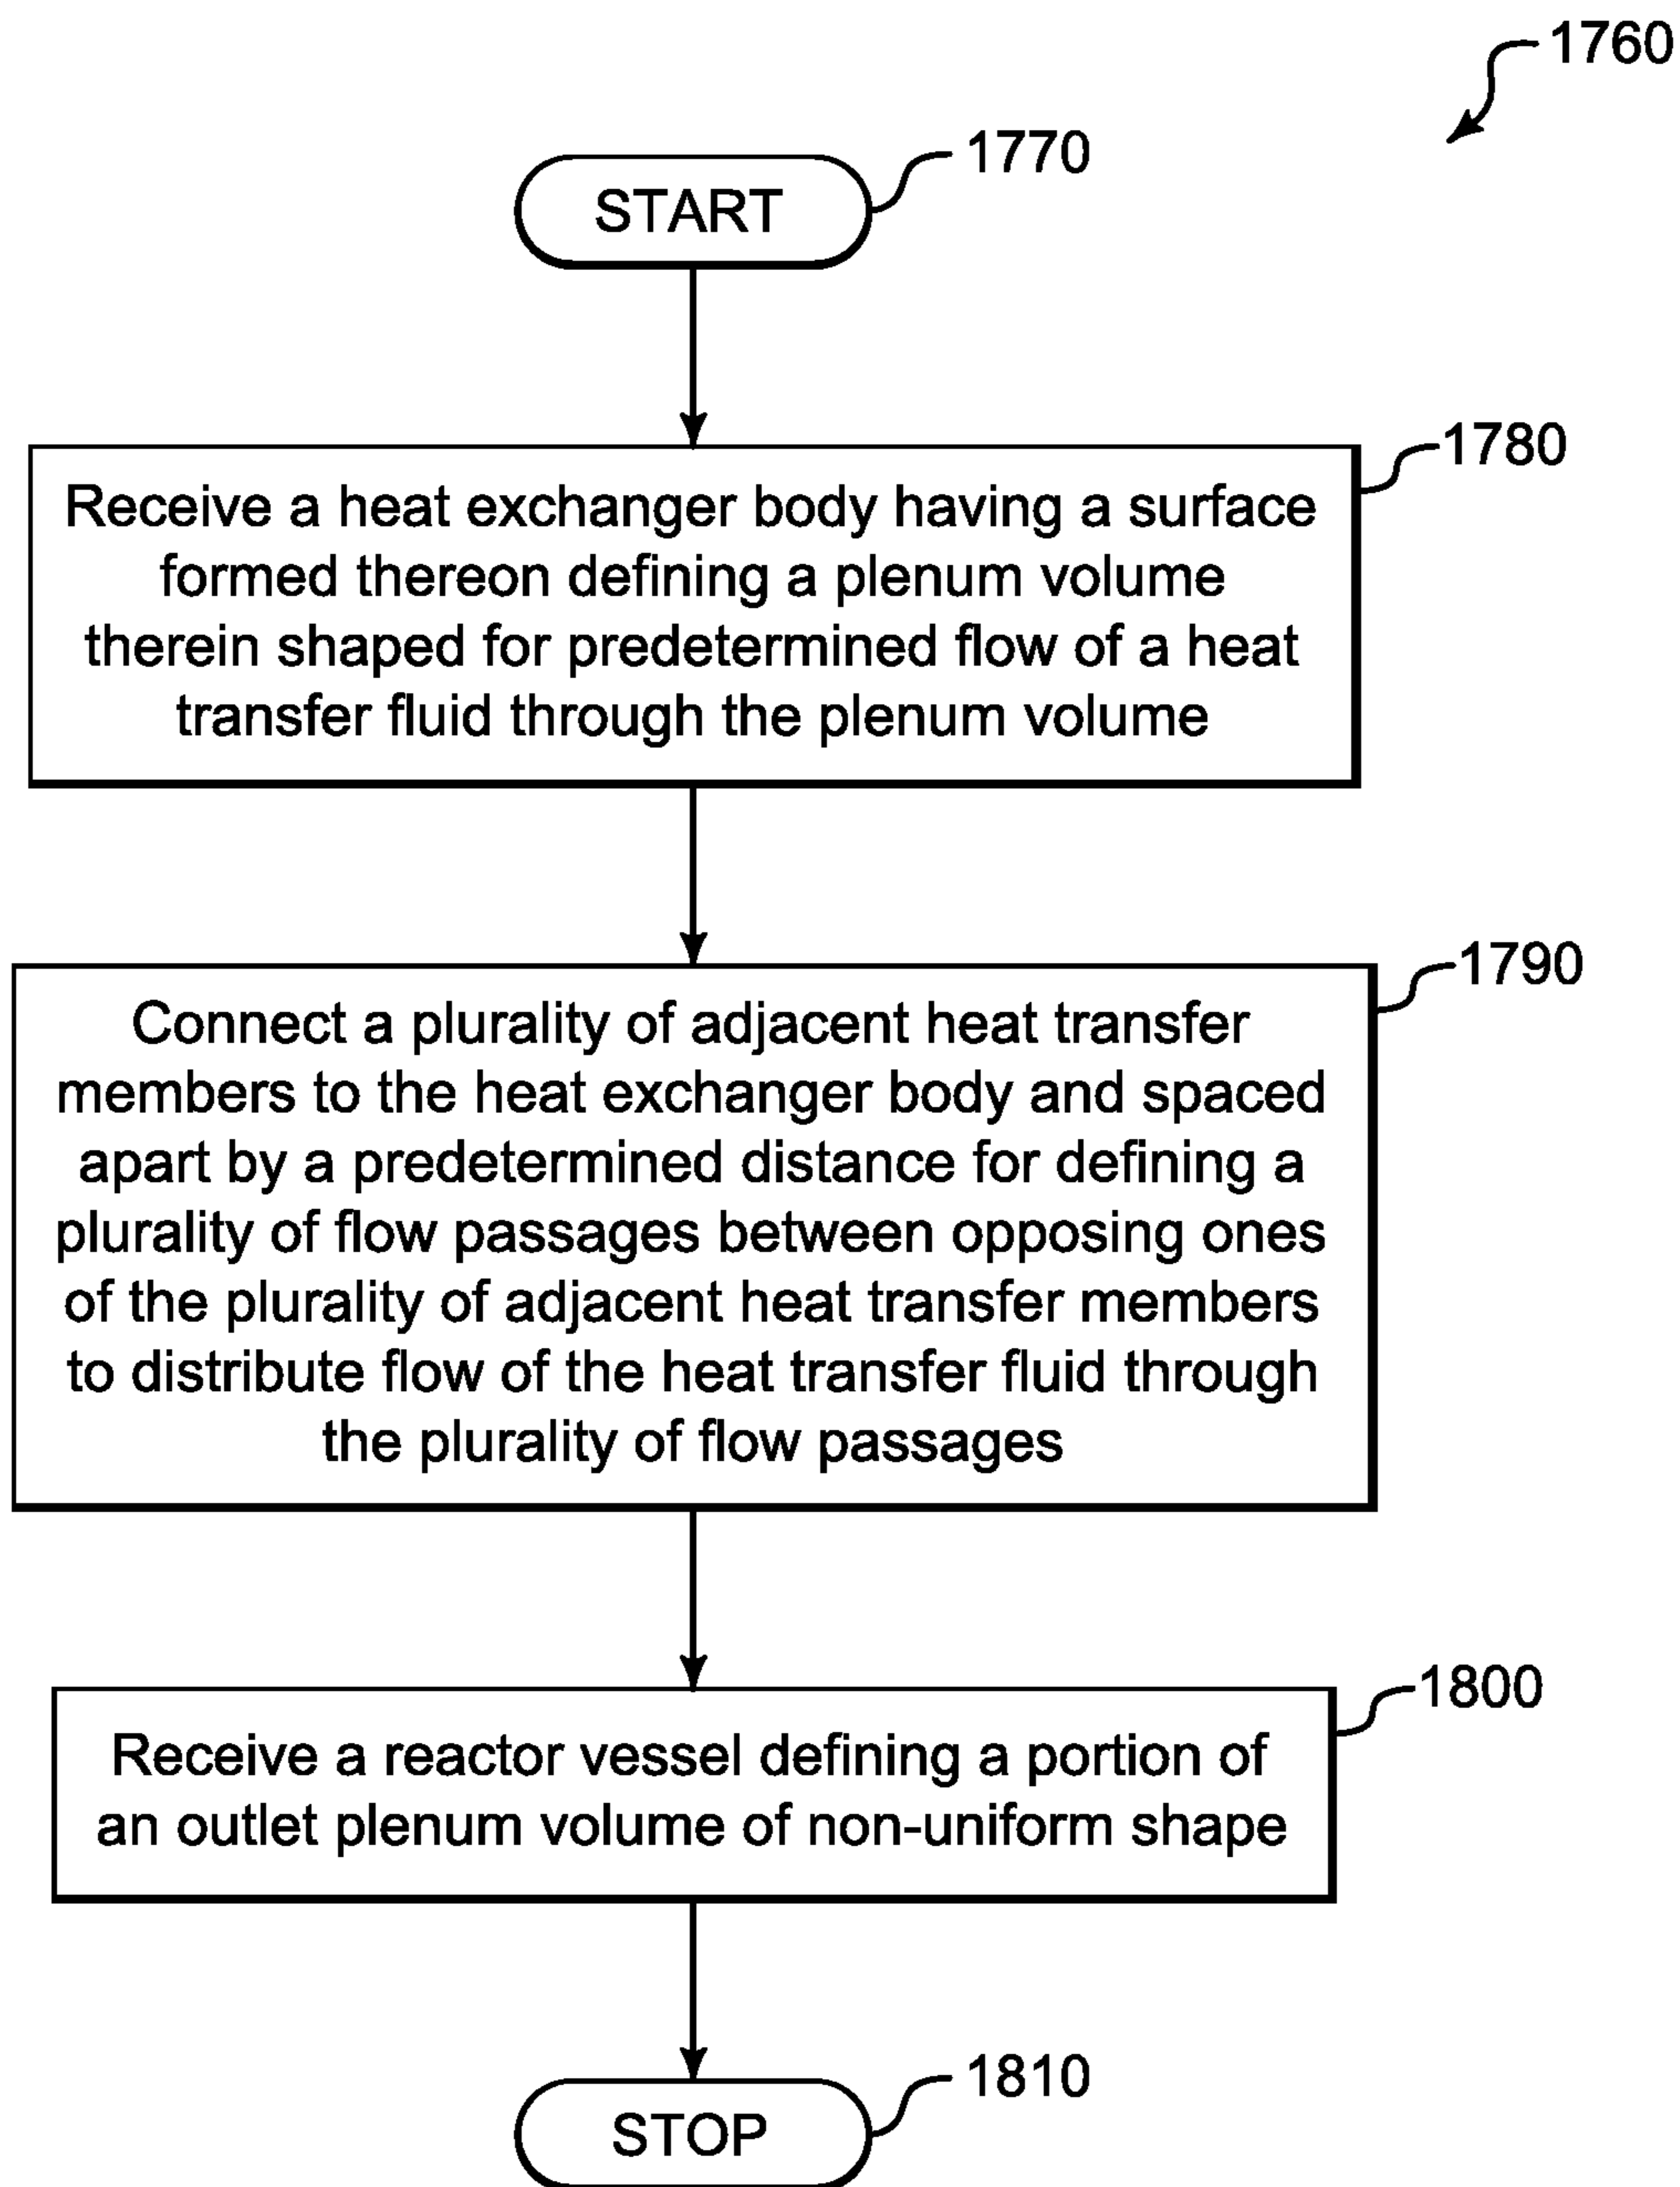 1760
1770
START
1780
Receive a heat exchanger body having a surface
formed thereon defining a plenum volume
therein shaped for predetermined flow of a heat
transfer fluid through the plenum volume
1790
Connect a plurality of adjacent heat transfer
members to the heat exchanger body and spaced
apart by a predetermined distance for defining a
plurality of flow passages between opposing ones
of the plurality of adjacent heat transfer members
to distribute flow of the heat transfer fluid through
the plurality of flow passages
1800
Receive a reactor vessel defining a portion of
an outlet plenum volume of non-uniform shape
1810
STOP